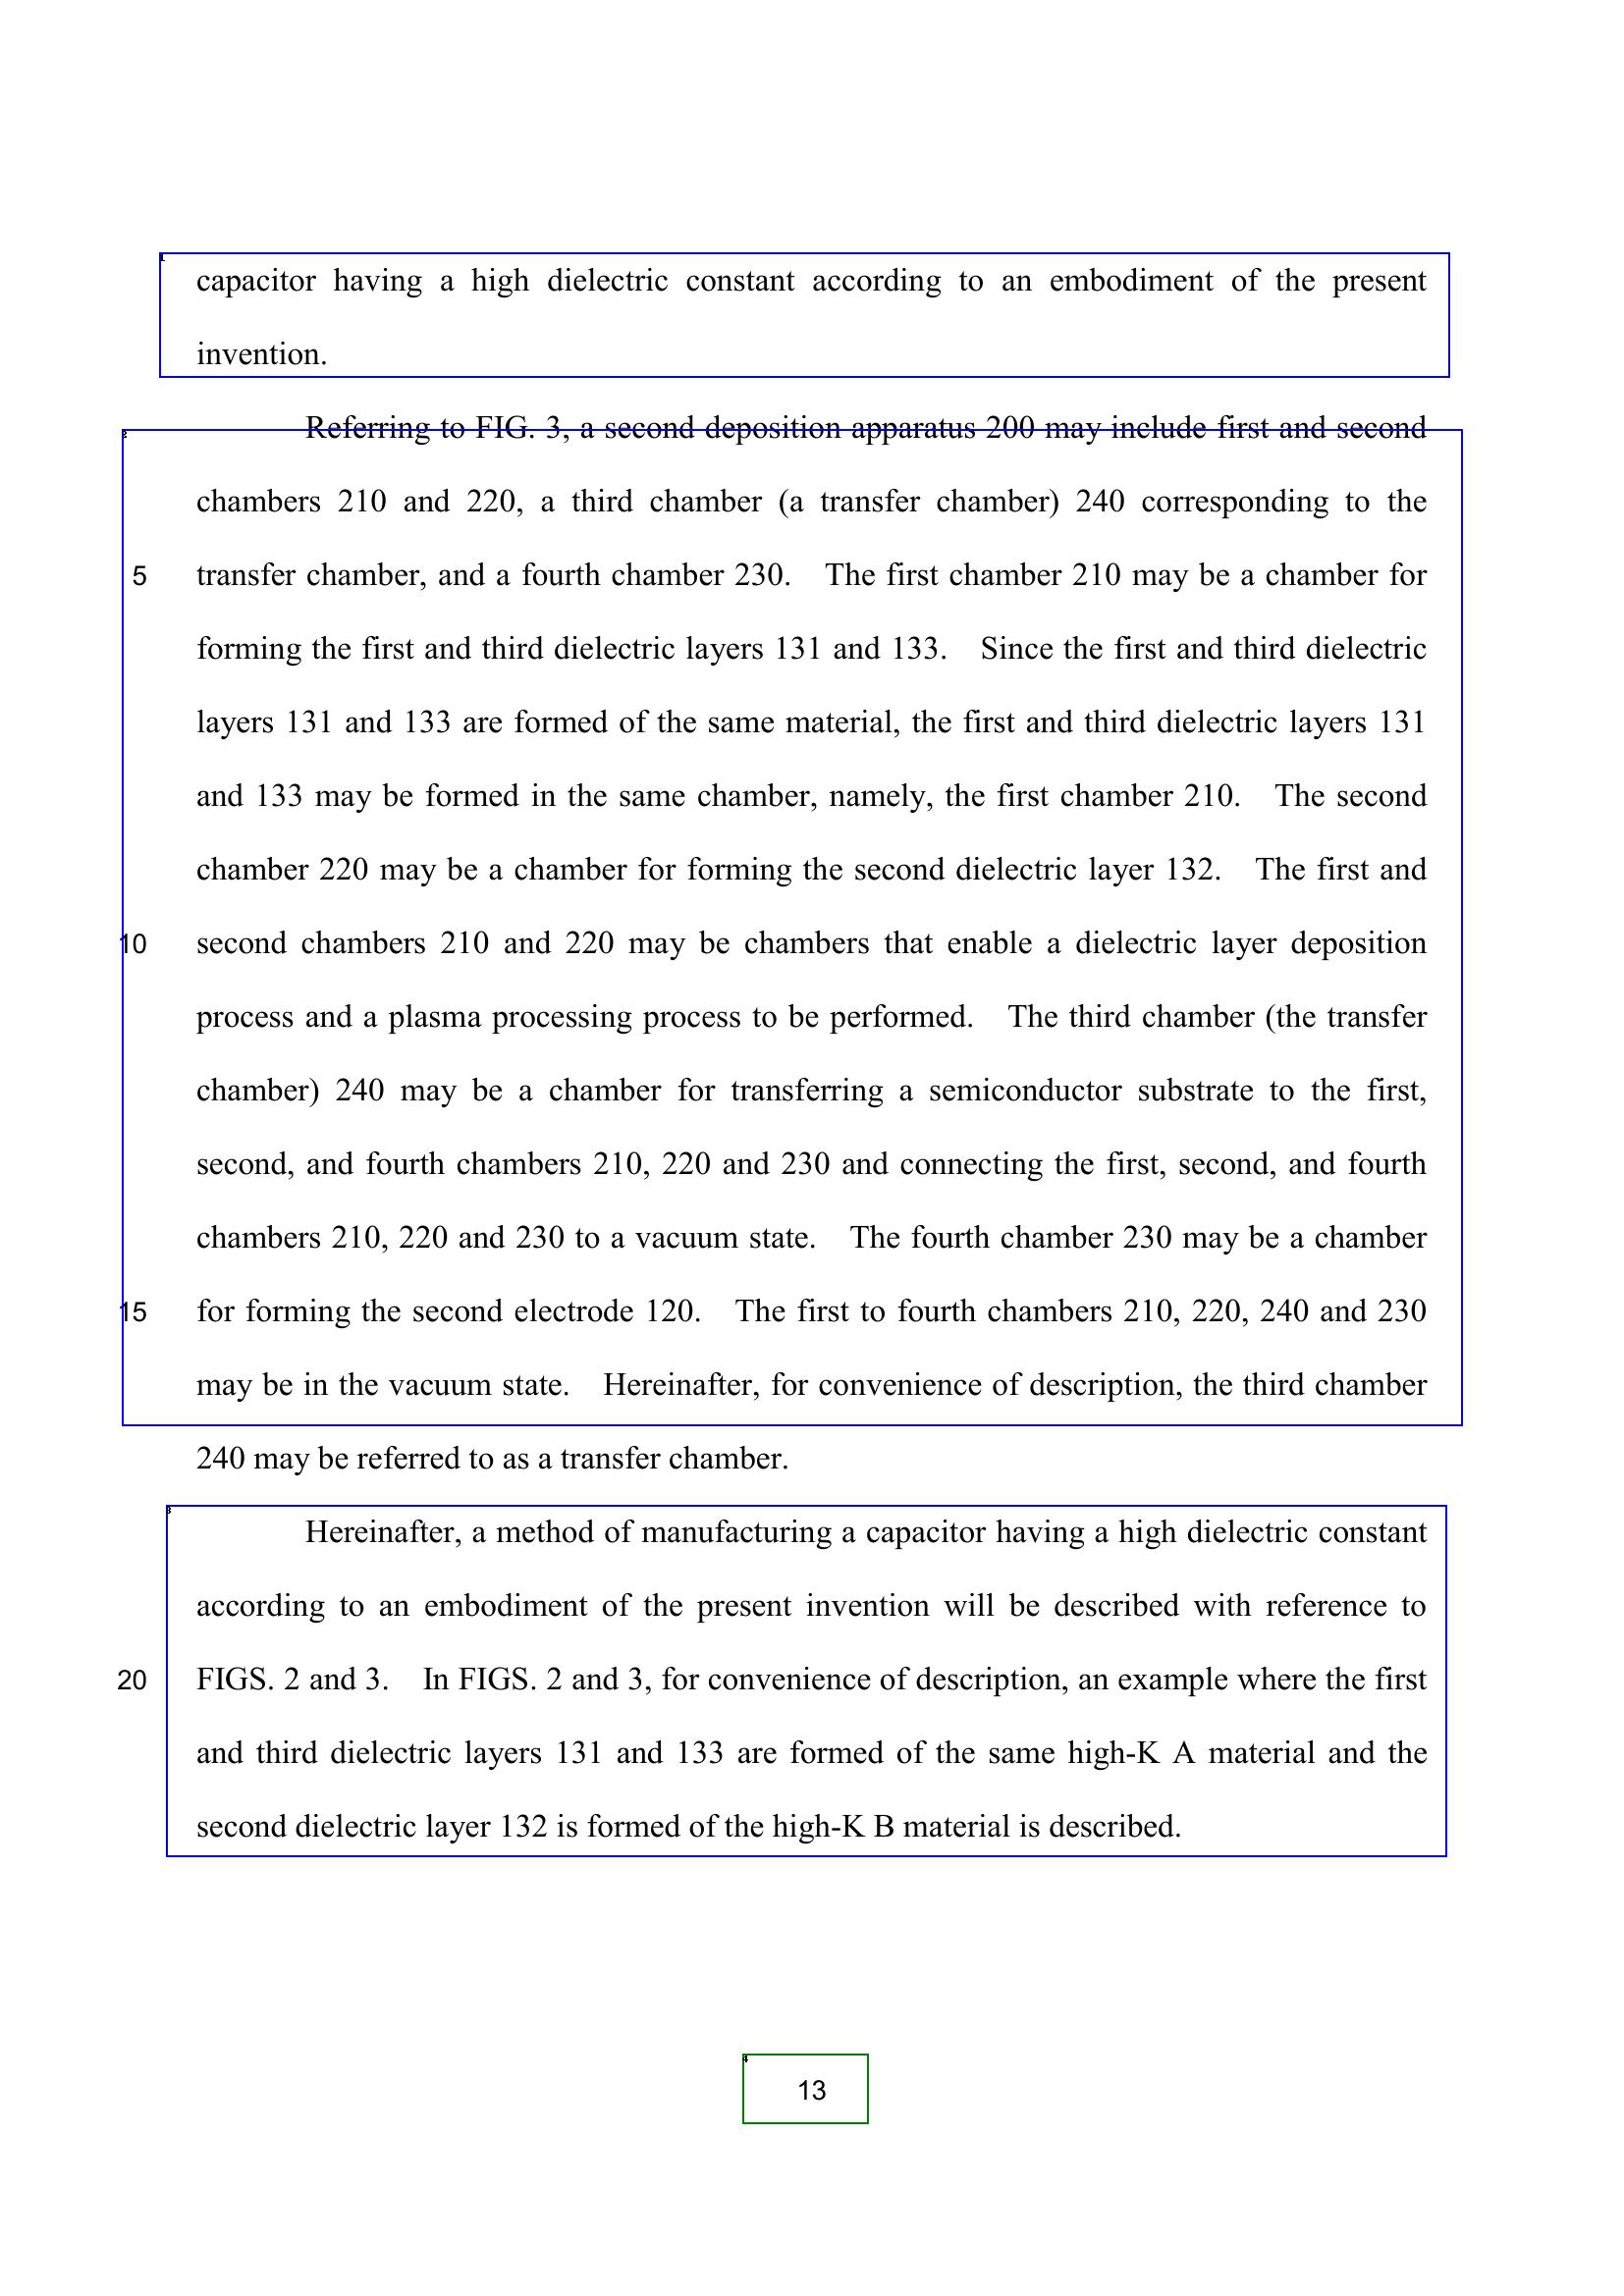 capacitor having a high dielectric constant according to an embodiment of the present
invention.
Referring to FIG. 3, a second deposition apparatus 200 may include first and second
chambers 210 and 220, a third chamber (a transfer chamber) 240 corresponding to the
5 transfer chamber, and a fourth chamber 230. The first chamber 210 may be a chamber for
forming the first and third dielectric layers 131 and 133. Since the first and third dielectric
layers 131 and 133 are formed of the same material, the first and third dielectric layers 131
and 133 may be formed in the same chamber, namely, the first chamber 210. The second
chamber 220 may be a chamber for forming the second dielectric layer 132. The first and
10 second chambers 210 and 220 may be chambers that enable a dielectric layer deposition
process and a plasma processing process to be performed. The third chamber (the transfer
chamber) 240 may be a chamber for transferring a semiconductor substrate to the first,
second, and fourth chambers 210, 220 and 230 and connecting the first, second, and fourth
chambers 210, 220 and 230 to a vacuum state. The fourth chamber 230 may be a chamber
15 for forming the second electrode 120. The first to fourth chambers 210, 220, 240 and 230
may be in the vacuum state. Hereinafter, for convenience of description, the third chamber
240 may be referred to as a transfer chamber.
Hereinafter, a method of manufacturing a capacitor having a high dielectric constant
according to an embodiment of the present invention will be described with reference to
20 FIGS. 2 and 3. In FIGS. 2 and 3, for convenience of description, an example where the first
and third dielectric layers 131 and 133 are formed of the same high-K A material and the
second dielectric layer 132 is formed of the high-K B material is described.
13